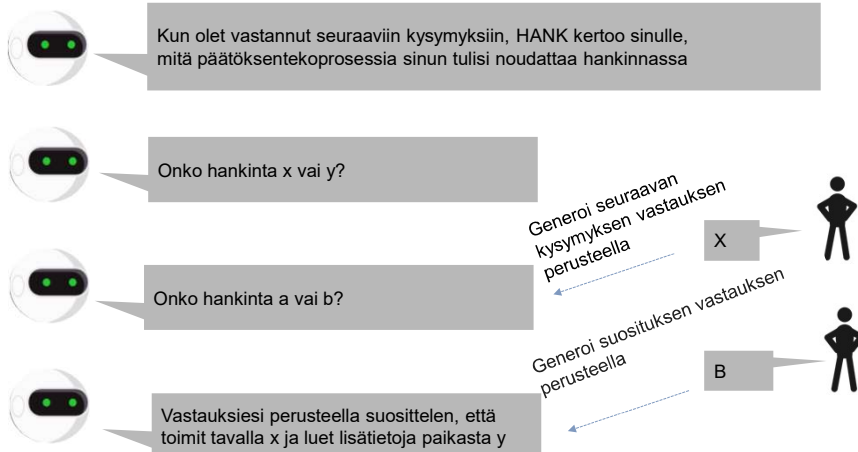 Kun olet vastannut seuraaviin kysymyksiin, HANK kertoo sinulle,
mitä päätöksentekoprosessia sinun tulisi noudattaa hankinnassa
Onko hankinta x vai y?
Generoi seuraavan
kysymyksen vastauksen
perusteella
X
Onko hankinta a vai b?
Generoi suosituksen vastauksen
perusteella
B
Vastauksiesi perusteella suosittelen, että
toimit tavalla x ja luet lisätietoja paikasta y